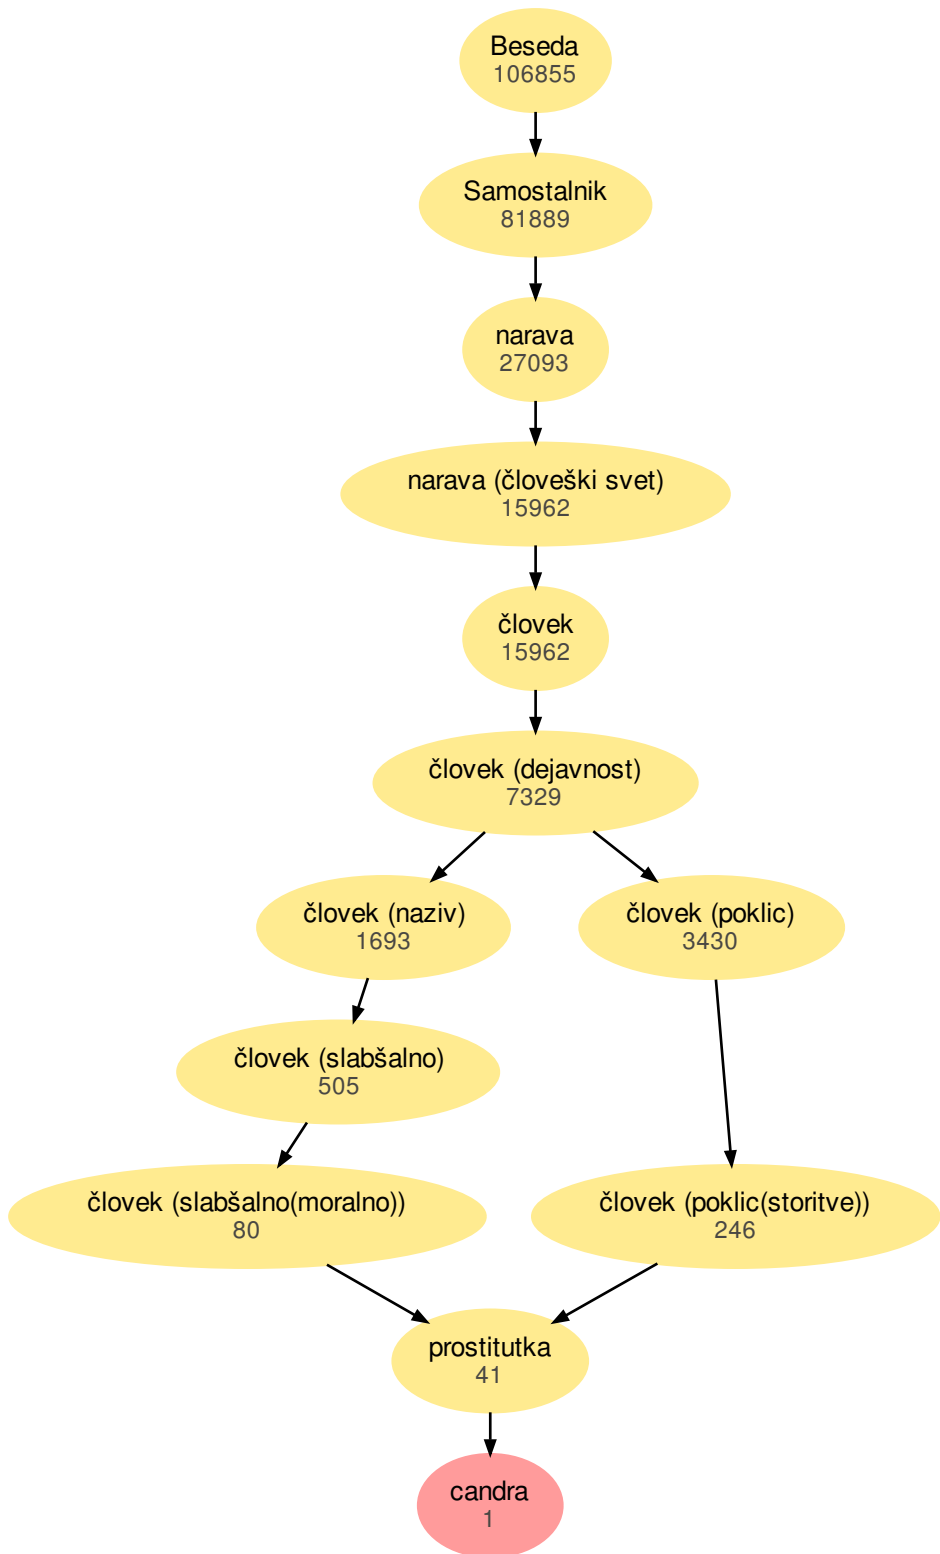 Beseda
106855
Samostalnik
81889
narava
27093
narava (človeški svet)
15962
človek
15962
človek (dejavnost)
7329
človek (naziv)
1693
človek (poklic)
3430
človek (slabšalno)
505
človek (slabšalno(moralno))
80
človek (poklic(storitve))
246
prostitutka
41
candra
1